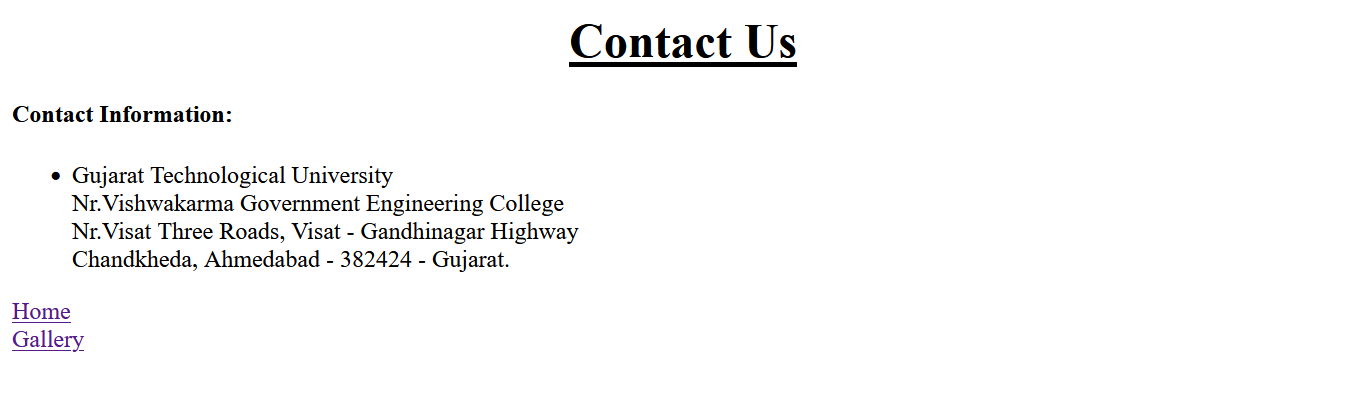 Contact Us
Contact Information:
Gujarat Technological University
Nr.Vishwakarma Government Engineering College
Nr.Visat Three Roads, Visat - Gandhinagar Highway
Chandkheda, Ahmedabad - 382424 - Gujarat.
Home
Gallery